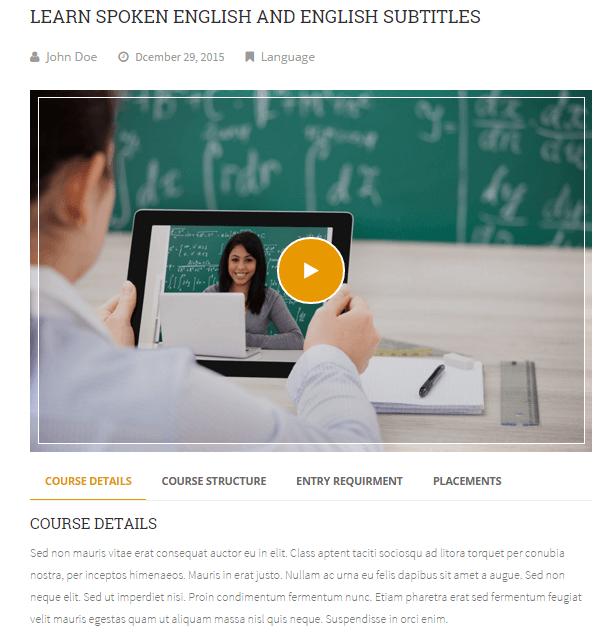 LEARN SPOKEN ENGLISH AND ENGLISH SUBTITLES
John Doe Dcember 29, 2015 Language
COURSE DETAILS COURSE STRUCTURE ENTRY REQUIRMENT PLACEMENTS
COURSE DETAILS
Sed non mauris vitae erat consequat auctor eu in elit. Class aptent taciti sociosqu ad litora torquet per conubia
nostra, per inceptos himenaeos. Mauris in erat justo. Nullam ac urna eu felis dapibus sit amet a augue. Sed non
neque elit. Sed ut imperdiet nisi. Proin condimentum fermentum nunc. Etiam pharetra erat sed fermentum feugiat
velit mauris egestas quam ut aliquam massa nisl quis neque. Suspendisse in orci enim.